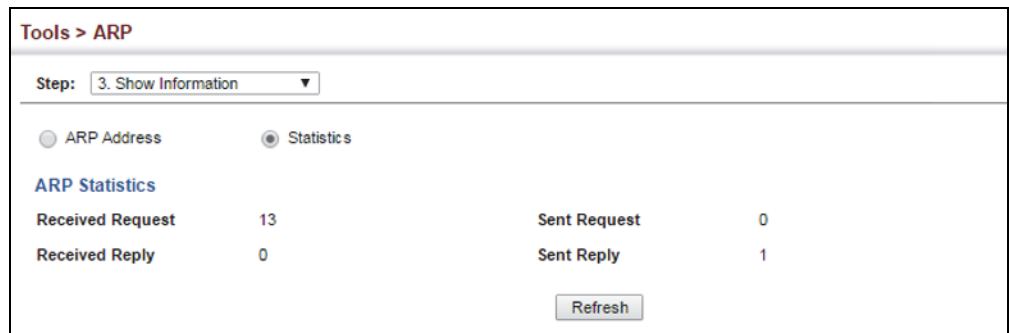 Tools > ARP
Step: 3. Show Information
ARP Address Statistics
ARP Statistics
Received Request 13 Sent Request 0
Received Reply 0 Sent Reply 1
Refresh